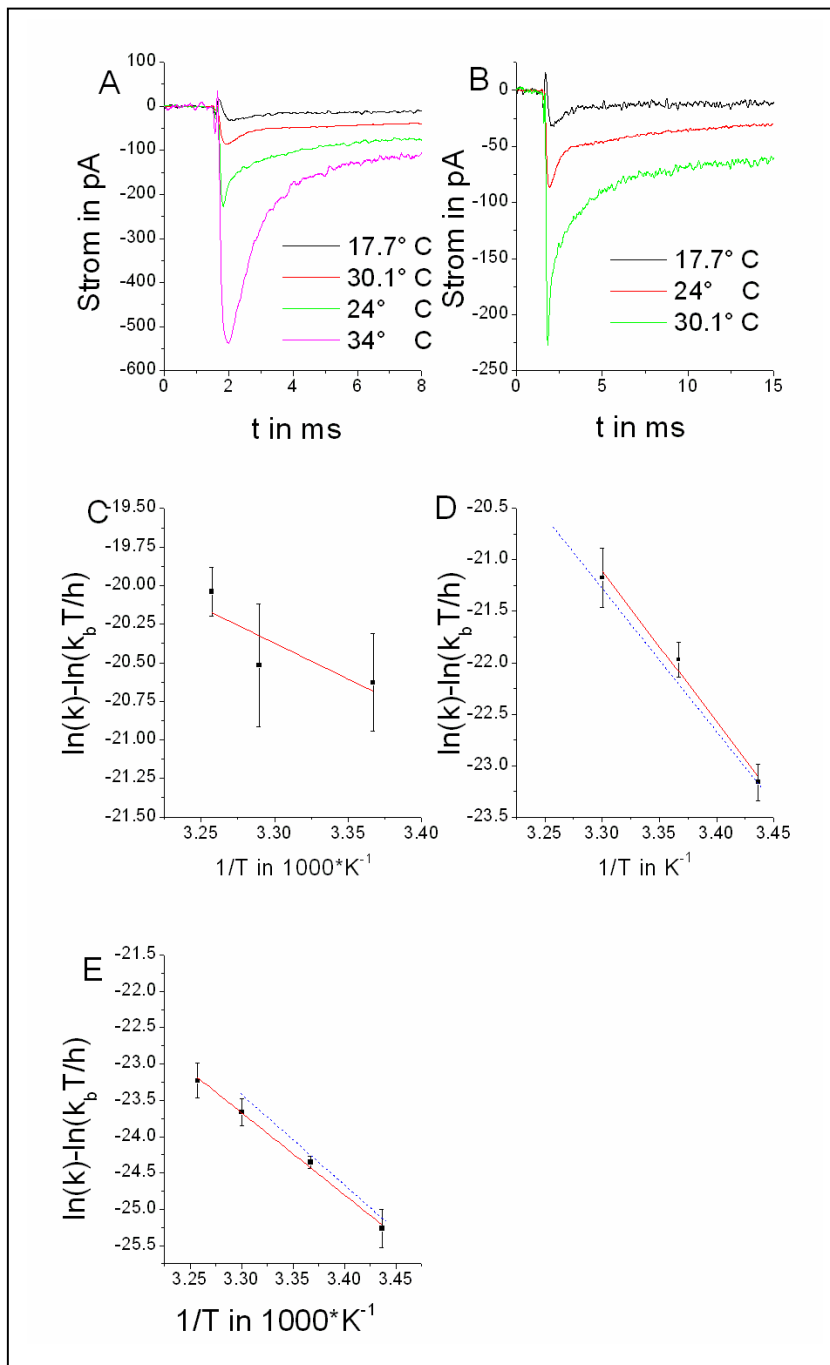 A
100
0
-100
-200
-300
-400
-500
-600
0 2 4 6 8
Strom in pA
t in ms
17.7° C
30.1° C
24° C
34° C
B
0
-50
-100
-150
-200
-250
0 5 10 15
Strom in pA
t in ms
17.7° C
24° C
30.1° C
C
-19.50
-19.75
-20.00
-20.25
-20.50
-20.75
-21.00
-21.25
-21.50
3.25 3.30 3.35 3.40
ln(k)-ln(k_bT/h)
1/T in 1000*K⁻¹
D
-20.5
-21.0
-21.5
-22.0
-22.5
-23.0
-23.5
3.25 3.30 3.35 3.40 3.45
ln(k)-ln(k_bT/h)
1/T in K⁻¹
E
-21.5
-22.0
-22.5
-23.0
-23.5
-24.0
-24.5
-25.0
-25.5
3.25 3.30 3.35 3.40 3.45
ln(k)-ln(k_bT/h)
1/T in 1000*K⁻¹